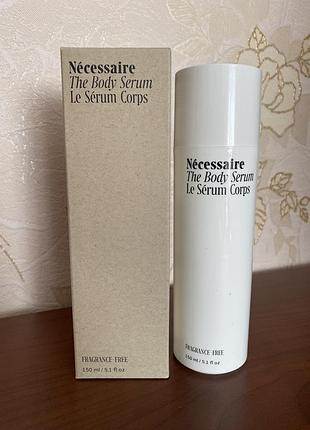 Nécessaire
The Body Serum
Le Sérum Corps
FRAGRANCE-FREE
150 ml / 5.1 fl oz
Nécessaire
The Body Serum
Le Sérum Corps
FRAGRANCE-FREE
150 ml / 5.1 fl oz